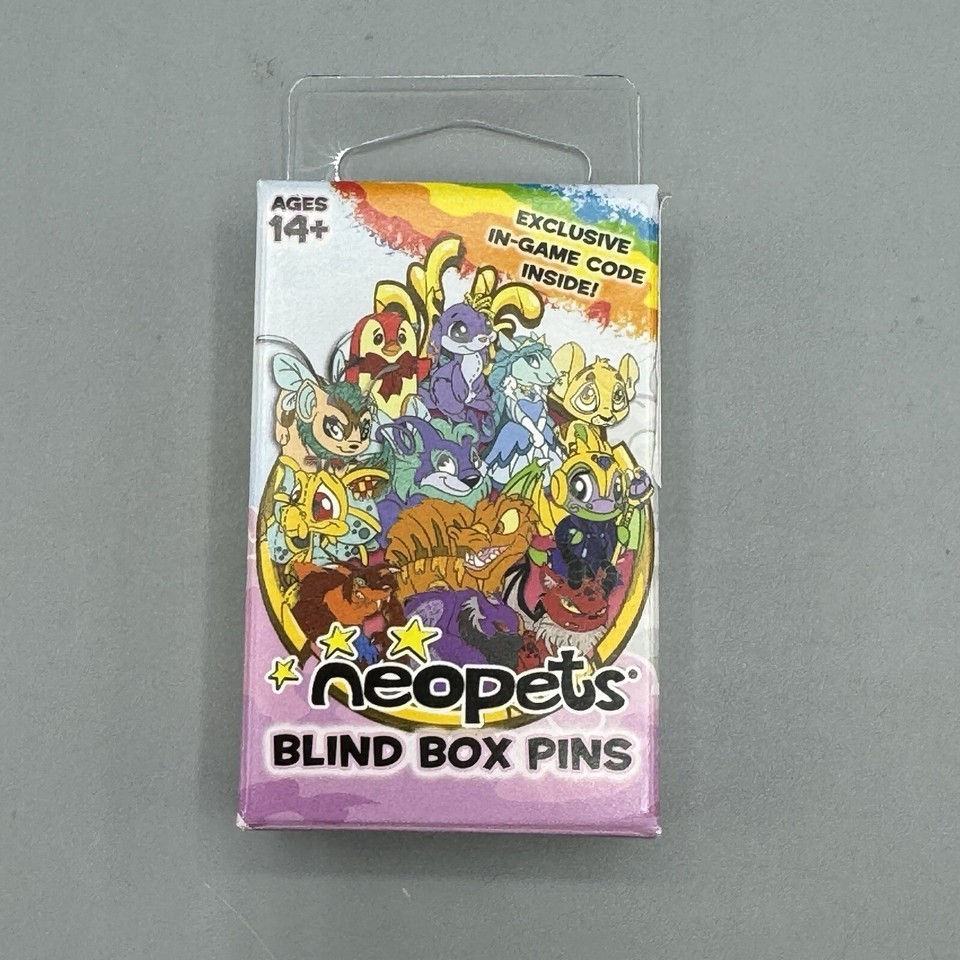 AGES
14+
EXCLUSIVE
IN-GAME CODE
INSIDE!
neopets®
BLIND BOX PINS